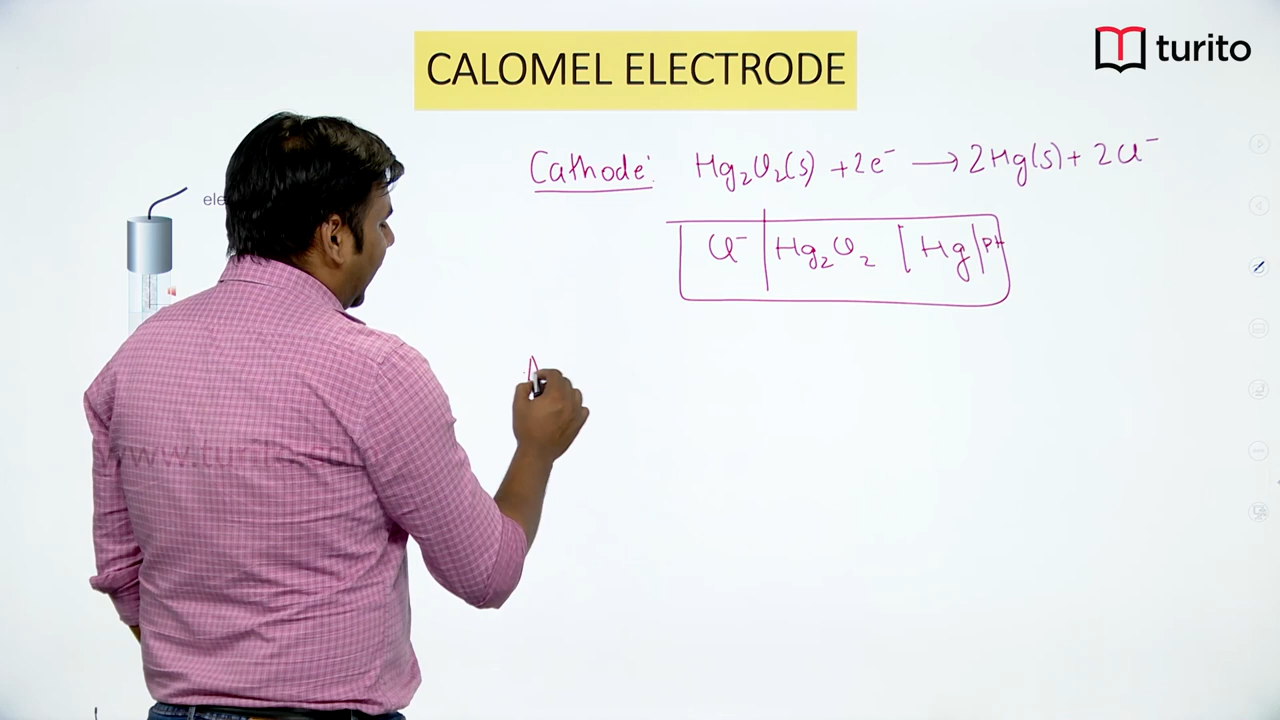 CALOMEL ELECTRODE
turito
Cathode: Hg₂Cl₂(s) + 2e⁻ → 2Hg(s) + 2Cl⁻
Cl⁻ | Hg₂Cl₂ | Hg | Pt